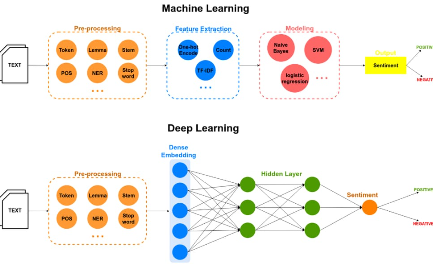 Machine Learning
Pre-processing
Feature Extraction
Modeling
TEXT
Token
Lemma
Stem
POS
NER
Stop
word
...
One-hot
Encode
Count
TF-IDF
...
Naive
Bayes
SVM
logistic
regression
...
Output
Sentiment
POSITIV
NEGATI
Deep Learning
Pre-processing
Dense
Embedding
Hidden Layer
Sentiment
TEXT
Token
Lemma
Stem
POS
NER
Stop
word
...
POSITIVE
NEGATIVE